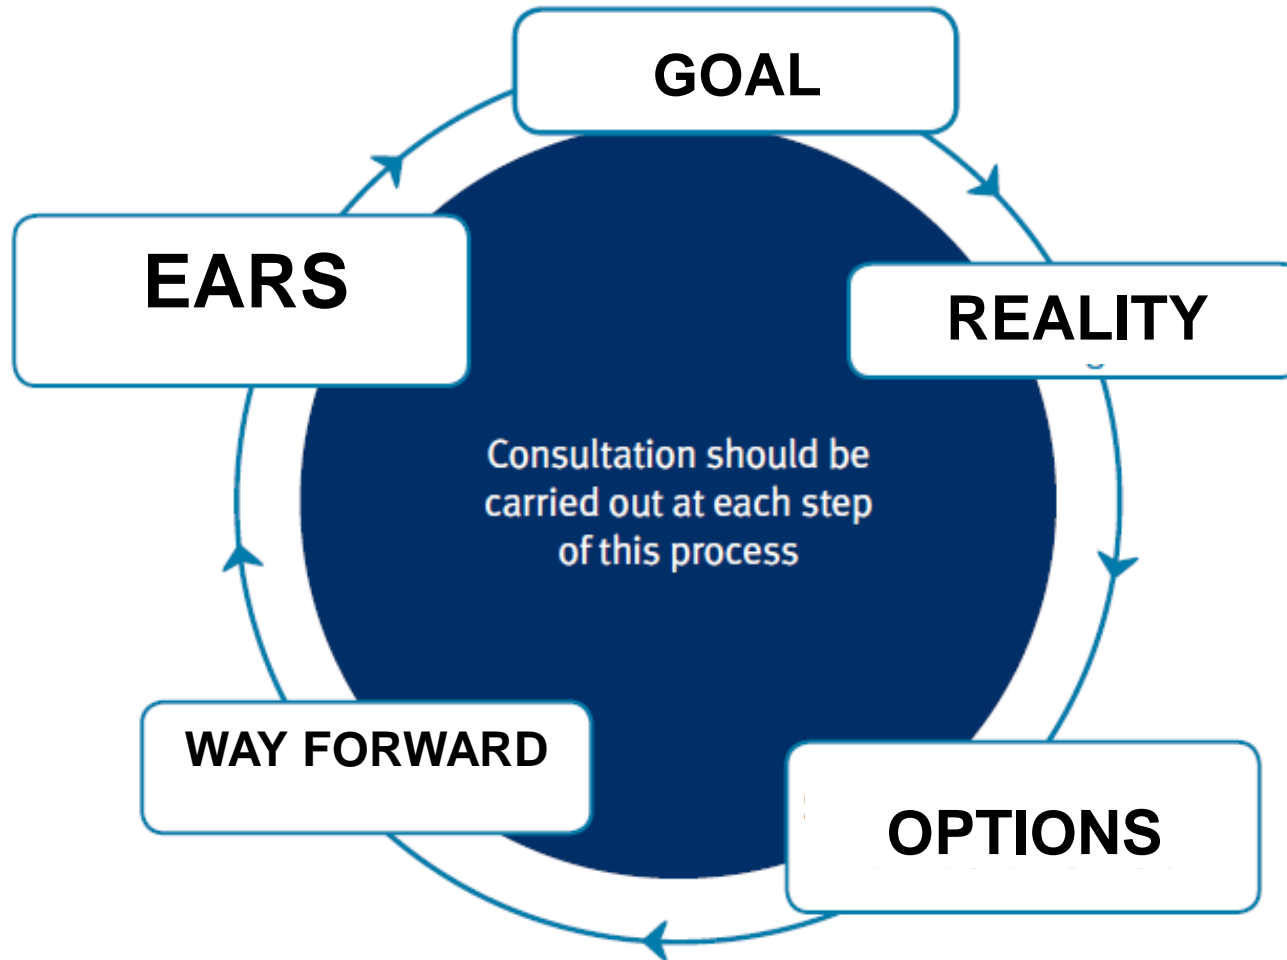 GOAL
EARS
REALITY
Consultation should be
carried out at each step
of this process
WAY FORWARD
OPTIONS